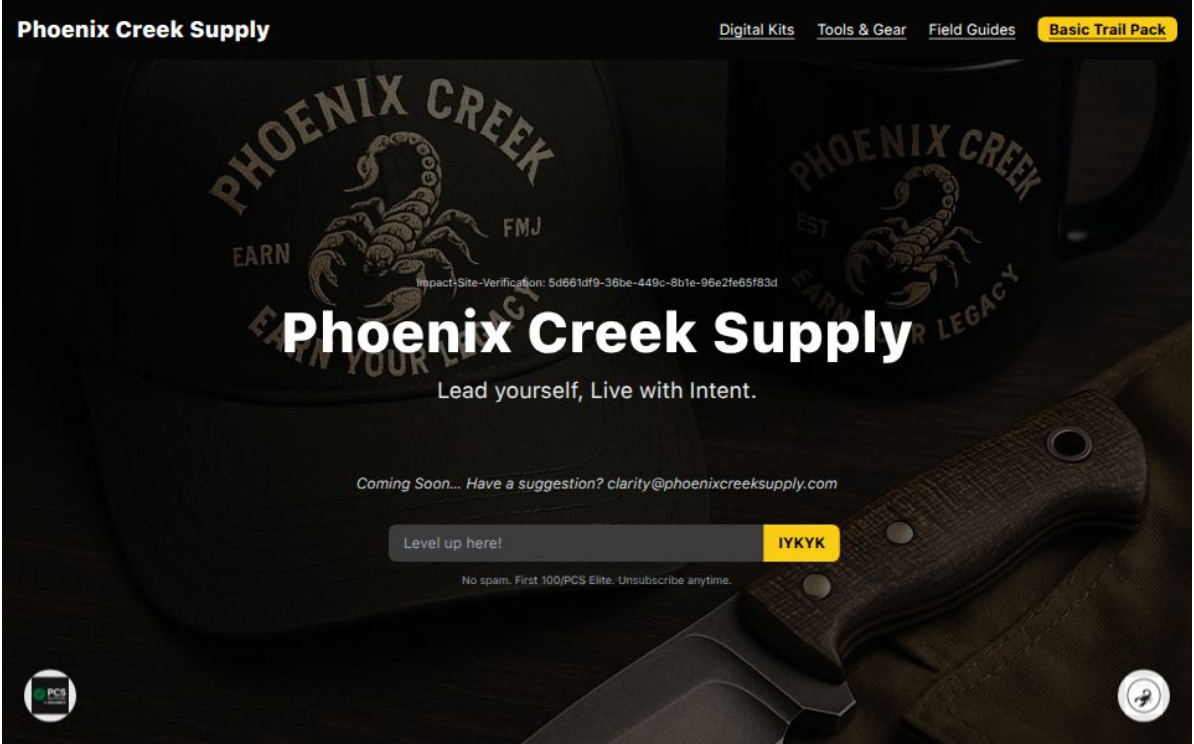 Phoenix Creek Supply
Digital Kits
Tools & Gear
Field Guides
Basic Trail Pack
PHOENIX CREEK
EARN
FMJ
EARN YOUR LEGACY
PHOENIX CREEK
EST
EARN YOUR LEGACY
Impact-Site-Verification: 5d661df9-36be-449c-8b1e-96e2fe65f83d
Phoenix Creek Supply
Lead yourself, Live with Intent.
Coming Soon... Have a suggestion? clarity@phoenixcreeksupply.com
Level up here!
IYKYK
No spam. First 100/PCS Elite. Unsubscribe anytime.
PCS